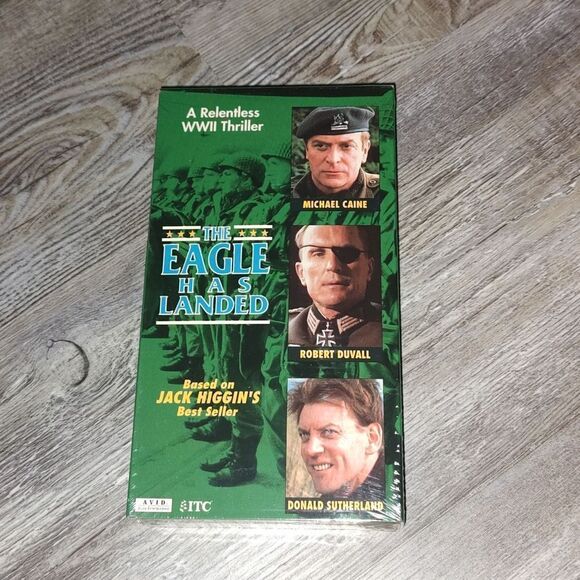 A Relentless
WWII Thriller
MICHAEL CAINE
THE
EAGLE
HAS
LANDED
ROBERT DUVALL
Based on
JACK HIGGIN'S
Best Seller
DONALD SUTHERLAND
AVID
ITC